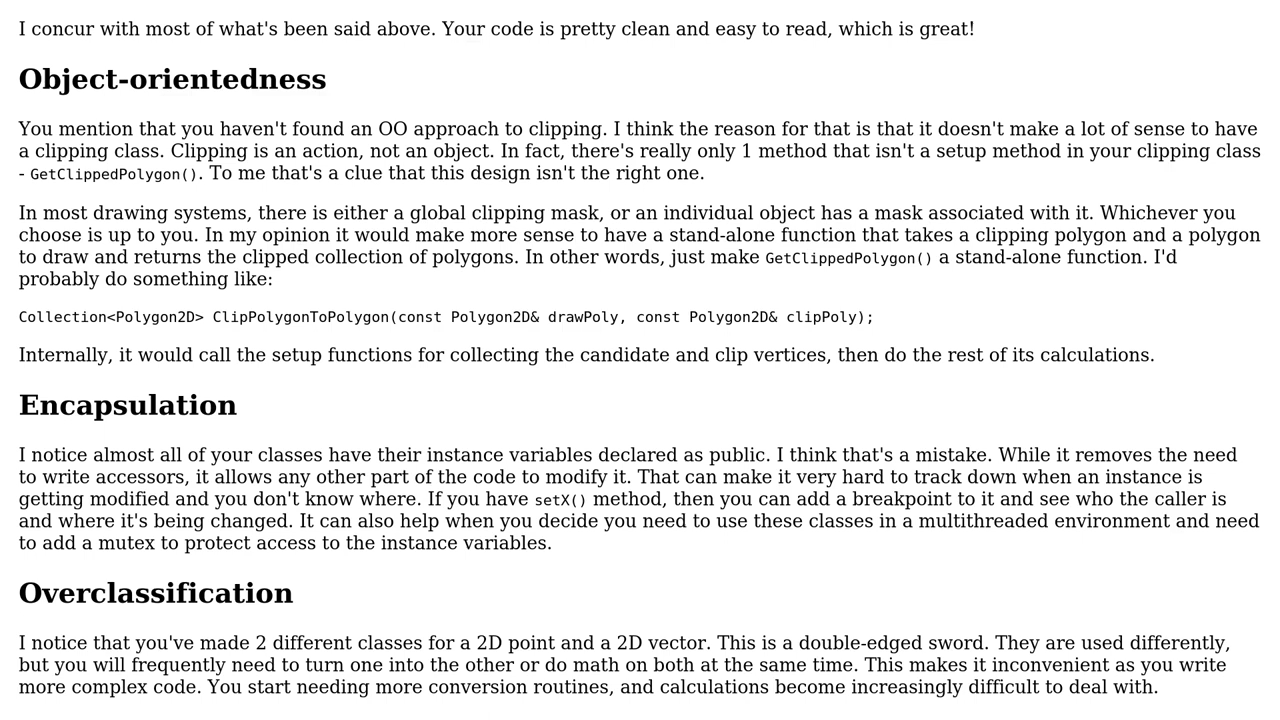 I concur with most of what's been said above. Your code is pretty clean and easy to read, which is great!
Object-orientedness
You mention that you haven't found an OO approach to clipping. I think the reason for that is that it doesn't make a lot of sense to have
a clipping class. Clipping is an action, not an object. In fact, there's really only 1 method that isn't a setup method in your clipping class
- GetClippedPolygon(). To me that's a clue that this design isn't the right one.
In most drawing systems, there is either a global clipping mask, or an individual object has a mask associated with it. Whichever you
choose is up to you. In my opinion it would make more sense to have a stand-alone function that takes a clipping polygon and a polygon
to draw and returns the clipped collection of polygons. In other words, just make GetClippedPolygon() a stand-alone function. I'd
probably do something like:
Collection<Polygon2D> ClipPolygonToPolygon(const Polygon2D& drawPoly, const Polygon2D& clipPoly);
Internally, it would call the setup functions for collecting the candidate and clip vertices, then do the rest of its calculations.
Encapsulation
I notice almost all of your classes have their instance variables declared as public. I think that's a mistake. While it removes the need
to write accessors, it allows any other part of the code to modify it. That can make it very hard to track down when an instance is
getting modified and you don't know where. If you have setX() method, then you can add a breakpoint to it and see who the caller is
and where it's being changed. It can also help when you decide you need to use these classes in a multithreaded environment and need
to add a mutex to protect access to the instance variables.
Overclassification
I notice that you've made 2 different classes for a 2D point and a 2D vector. This is a double-edged sword. They are used differently,
but you will frequently need to turn one into the other or do math on both at the same time. This makes it inconvenient as you write
more complex code. You start needing more conversion routines, and calculations become increasingly difficult to deal with.